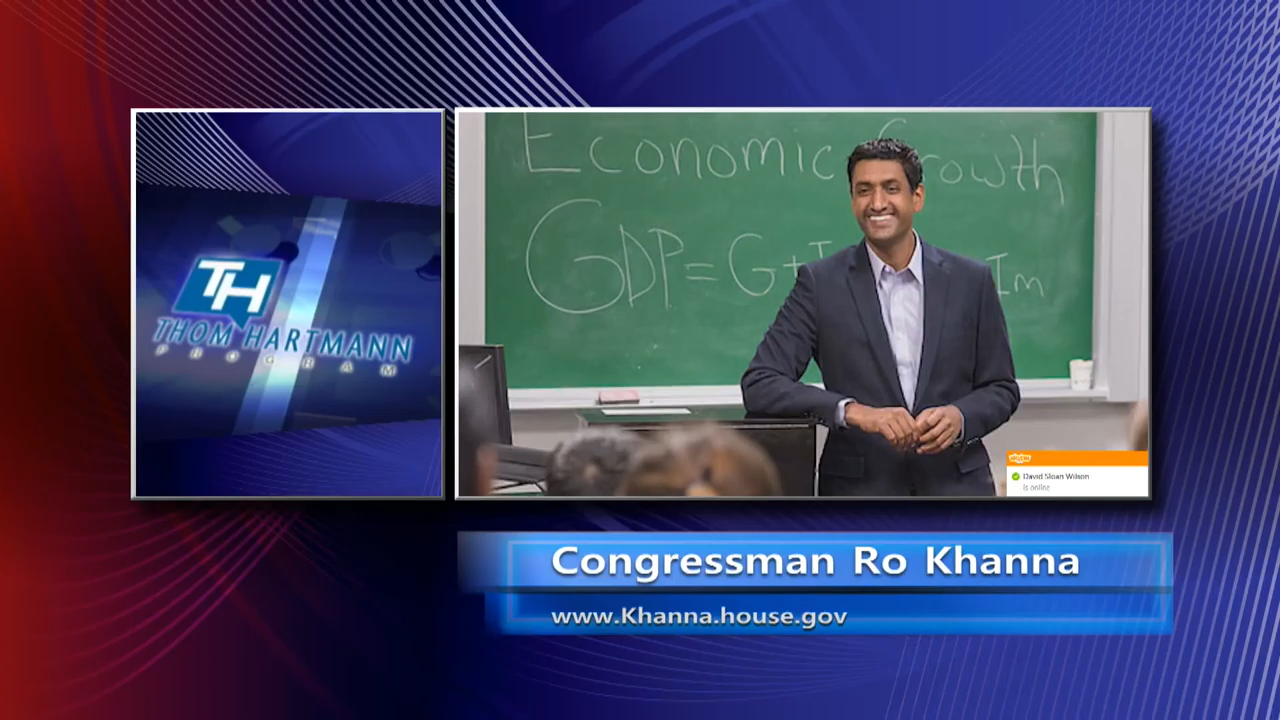 TH
THOM HARTMANN
PROGRAM
Economic Growth
GDP = G + I
Im
skype
David Sloan Wilson
is online
Congressman Ro Khanna
www.Khanna.house.gov